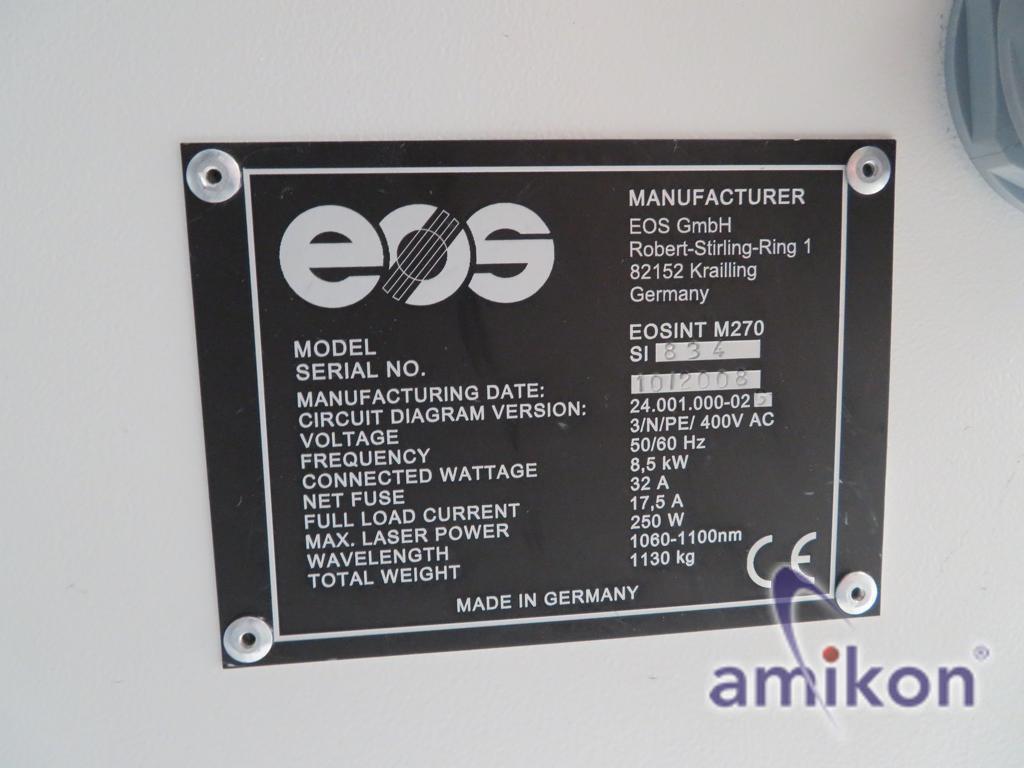 eos
MANUFACTURER
EOS GmbH
Robert-Stirling-Ring 1
82152 Krailling
Germany
MODEL EOSINT M270
SERIAL NO. SI 834
MANUFACTURING DATE: 10/2008
CIRCUIT DIAGRAM VERSION: 24.001.000-02
VOLTAGE 3/N/PE/ 400V AC
FREQUENCY 50/60 Hz
CONNECTED WATTAGE 8,5 kW
NET FUSE 32 A
FULL LOAD CURRENT 17,5 A
MAX. LASER POWER 250 W
WAVELENGTH 1060-1100nm
TOTAL WEIGHT 1130 kg
CE
MADE IN GERMANY
amikon®